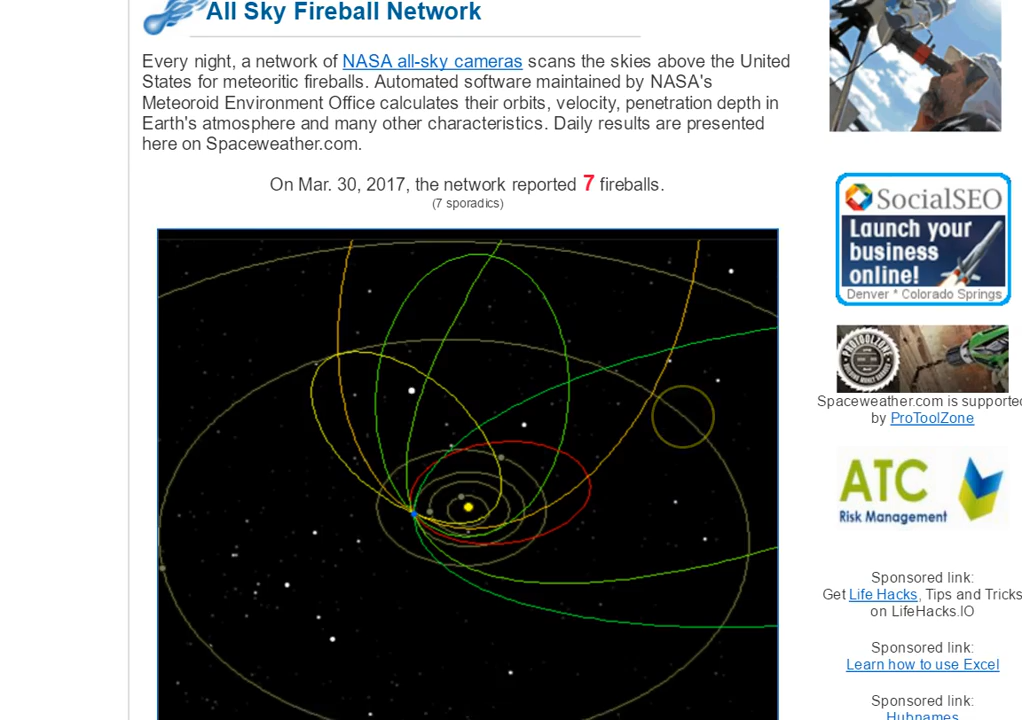 All Sky Fireball Network
Every night, a network of NASA all-sky cameras scans the skies above the United
States for meteoritic fireballs. Automated software maintained by NASA's
Meteoroid Environment Office calculates their orbits, velocity, penetration depth in
Earth's atmosphere and many other characteristics. Daily results are presented
here on Spaceweather.com.
On Mar. 30, 2017, the network reported 7 fireballs.
(7 sporadics)
SocialSEO
Launch your
business
online!
Denver * Colorado Springs
PROTOOLZONE
Spaceweather.com is supported
by ProToolZone
ATC
Risk Management
Sponsored link:
Get Life Hacks, Tips and Tricks
on LifeHacks.IO
Sponsored link:
Learn how to use Excel
Sponsored link:
Hubnames